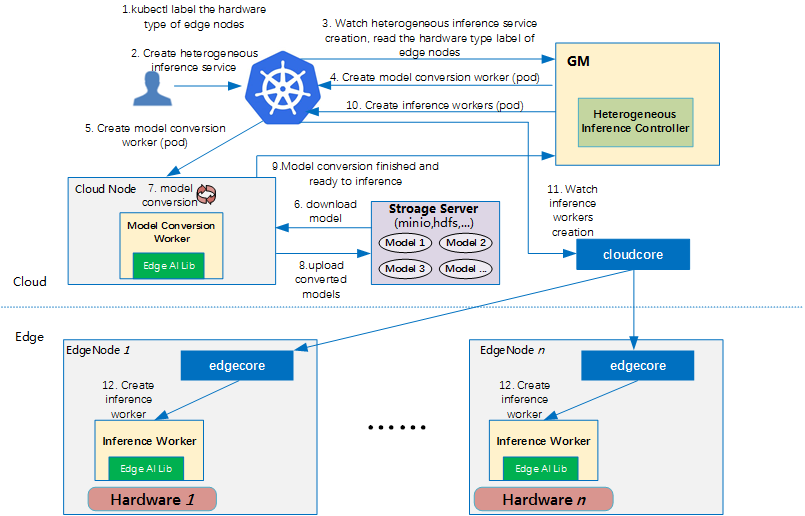 1.kubectl label the hardware
type of edge nodes
2. Create heterogeneous
inference service
3. Watch heterogeneous inference service
creation, read the hardware type label of
edge nodes
4. Create model conversion worker (pod)
10. Create inference workers (pod)
GM
Heterogeneous
Inference Controller
5. Create model conversion
worker (pod)
9.Model conversion finished and
ready to inference
Cloud Node
7. model
conversion
Model Conversion
Worker
Edge AI Lib
6. download
model
8.upload
converted
models
Stroage Server
(minio,hdfs,...)
Model 1
Model 2
Model 3
Model ...
11. Watch
inference
workers
creation
cloudcore
Cloud
Edge
EdgeNode 1
edgecore
12. Create
inference
worker
Inference Worker
Edge AI Lib
Hardware 1
......
EdgeNode n
edgecore
12. Create
inference
worker
Inference Worker
Edge AI Lib
Hardware n